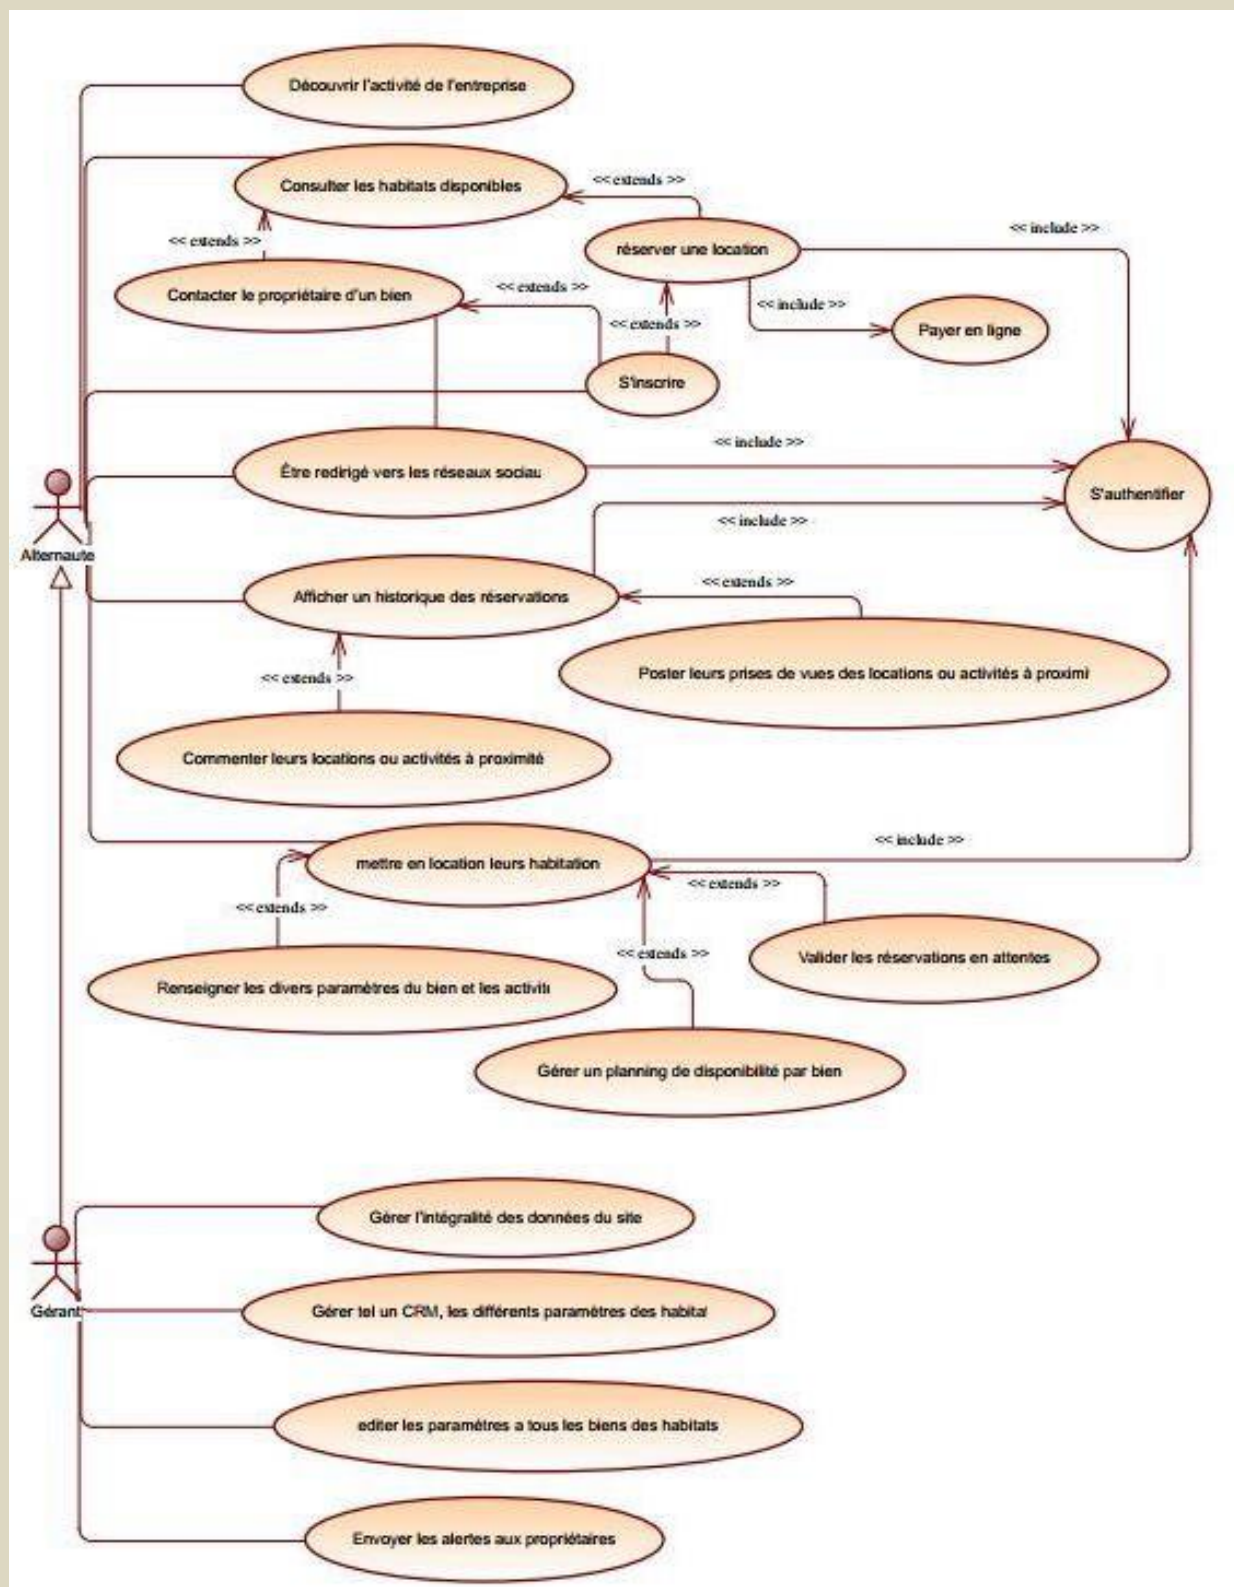 Découvrir l'activité de l'entreprise
Consulter les habitats disponibles
<< extends >>
<< extends >>
réserver une location
<< include >>
Contacter le propriétaire d'un bien
<< extends >>
<< include >>
<< extends >>
Payer en ligne
S'inscrire
<< include >>
Être redirigé vers les réseaux sociau
S'authentifier
<< include >>
Alternaute
<< extends >>
Afficher un historique des réservations
Poster leurs prises de vues des locations ou activités à proximi
<< extends >>
Commenter leurs locations ou activités à proximité
<< include >>
mettre en location leurs habitation
<< extends >>
<< extends >>
<< extends >>
Valider les réservations en attentes
Renseigner les divers paramètres du bien et les activit
Gérer un planning de disponibilité par bien
Gérer l'intégralité des données du site
Gérant
Gérer tel un CRM, les différents paramètres des habita
editer les paramètres a tous les biens des habitats
Envoyer les alertes aux propriétaires